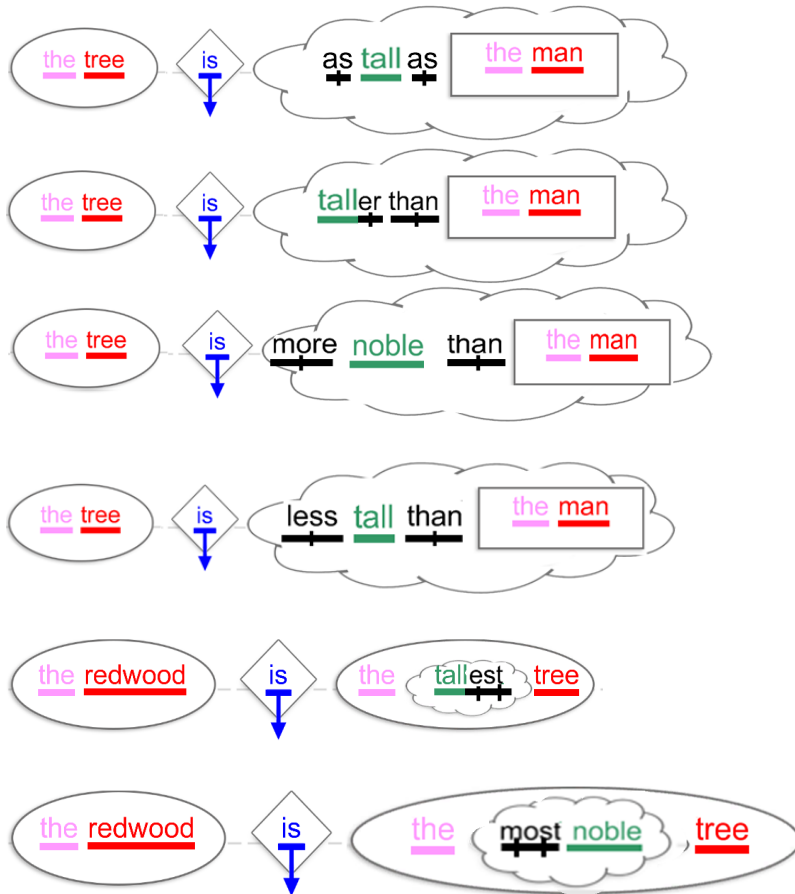 the tree is as tall as the man
the tree is taller than the man
the tree is more noble than the man
the tree is less tall than the man
the redwood is the tallest tree
the redwood is the most noble tree